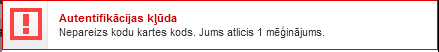 Autentifikācijas kļūda
Nepareizs kodu kartes kods. Jums atlicis 1 mēģinājums.